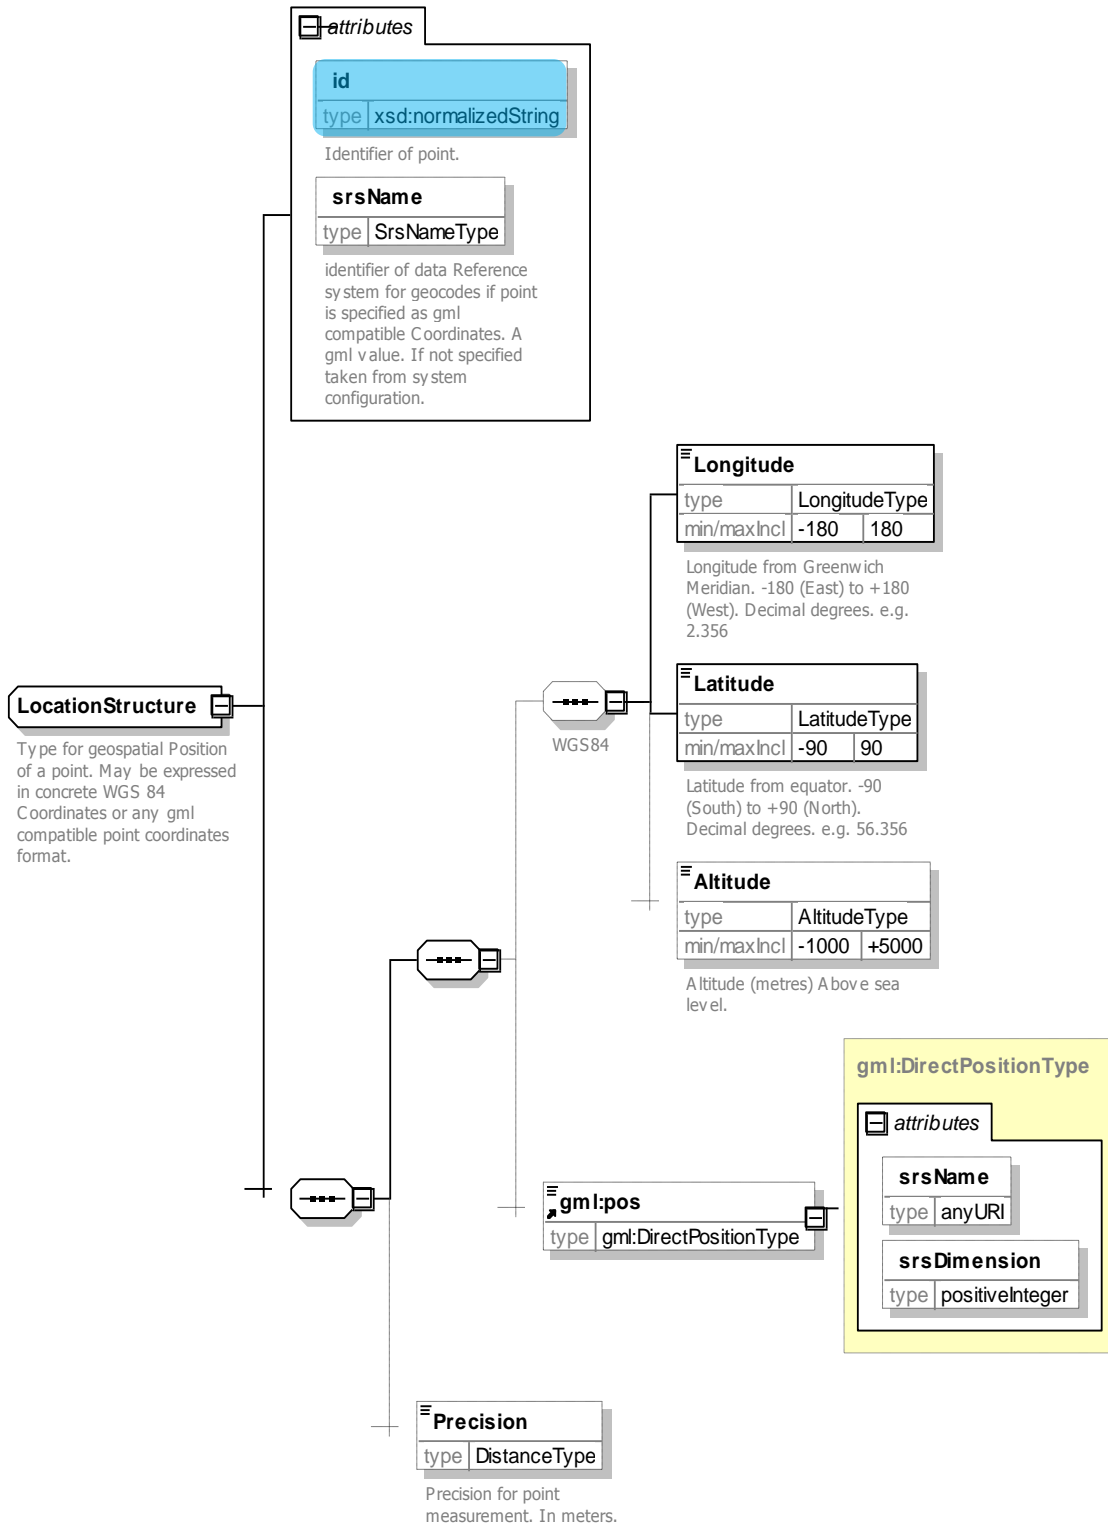 attributes
id
type xsd:normalizedString
Identifier of point.
srsName
type SrsNameType
identifier of data Reference
system for geocodes if point
is specified as gml
compatible Coordinates. A
gml value. If not specified
taken from system
configuration.
Longitude
type LongitudeType
min/maxIncl -180 180
Longitude from Greenwich
Meridian. -180 (East) to +180
(West). Decimal degrees. e.g.
2.356
LocationStructure
Type for geospatial Position
of a point. May be expressed
in concrete WGS 84
Coordinates or any gml
compatible point coordinates
format.
WGS84
Latitude
type LatitudeType
min/maxIncl -90 90
Latitude from equator. -90
(South) to +90 (North).
Decimal degrees. e.g. 56.356
Altitude
type AltitudeType
min/maxIncl -1000 +5000
Altitude (metres) Above sea
level.
gml:DirectPositionType
attributes
srsName
type anyURI
srsDimension
type positiveInteger
gml:pos
type gml:DirectPositionType
Precision
type DistanceType
Precision for point
measurement. In meters.